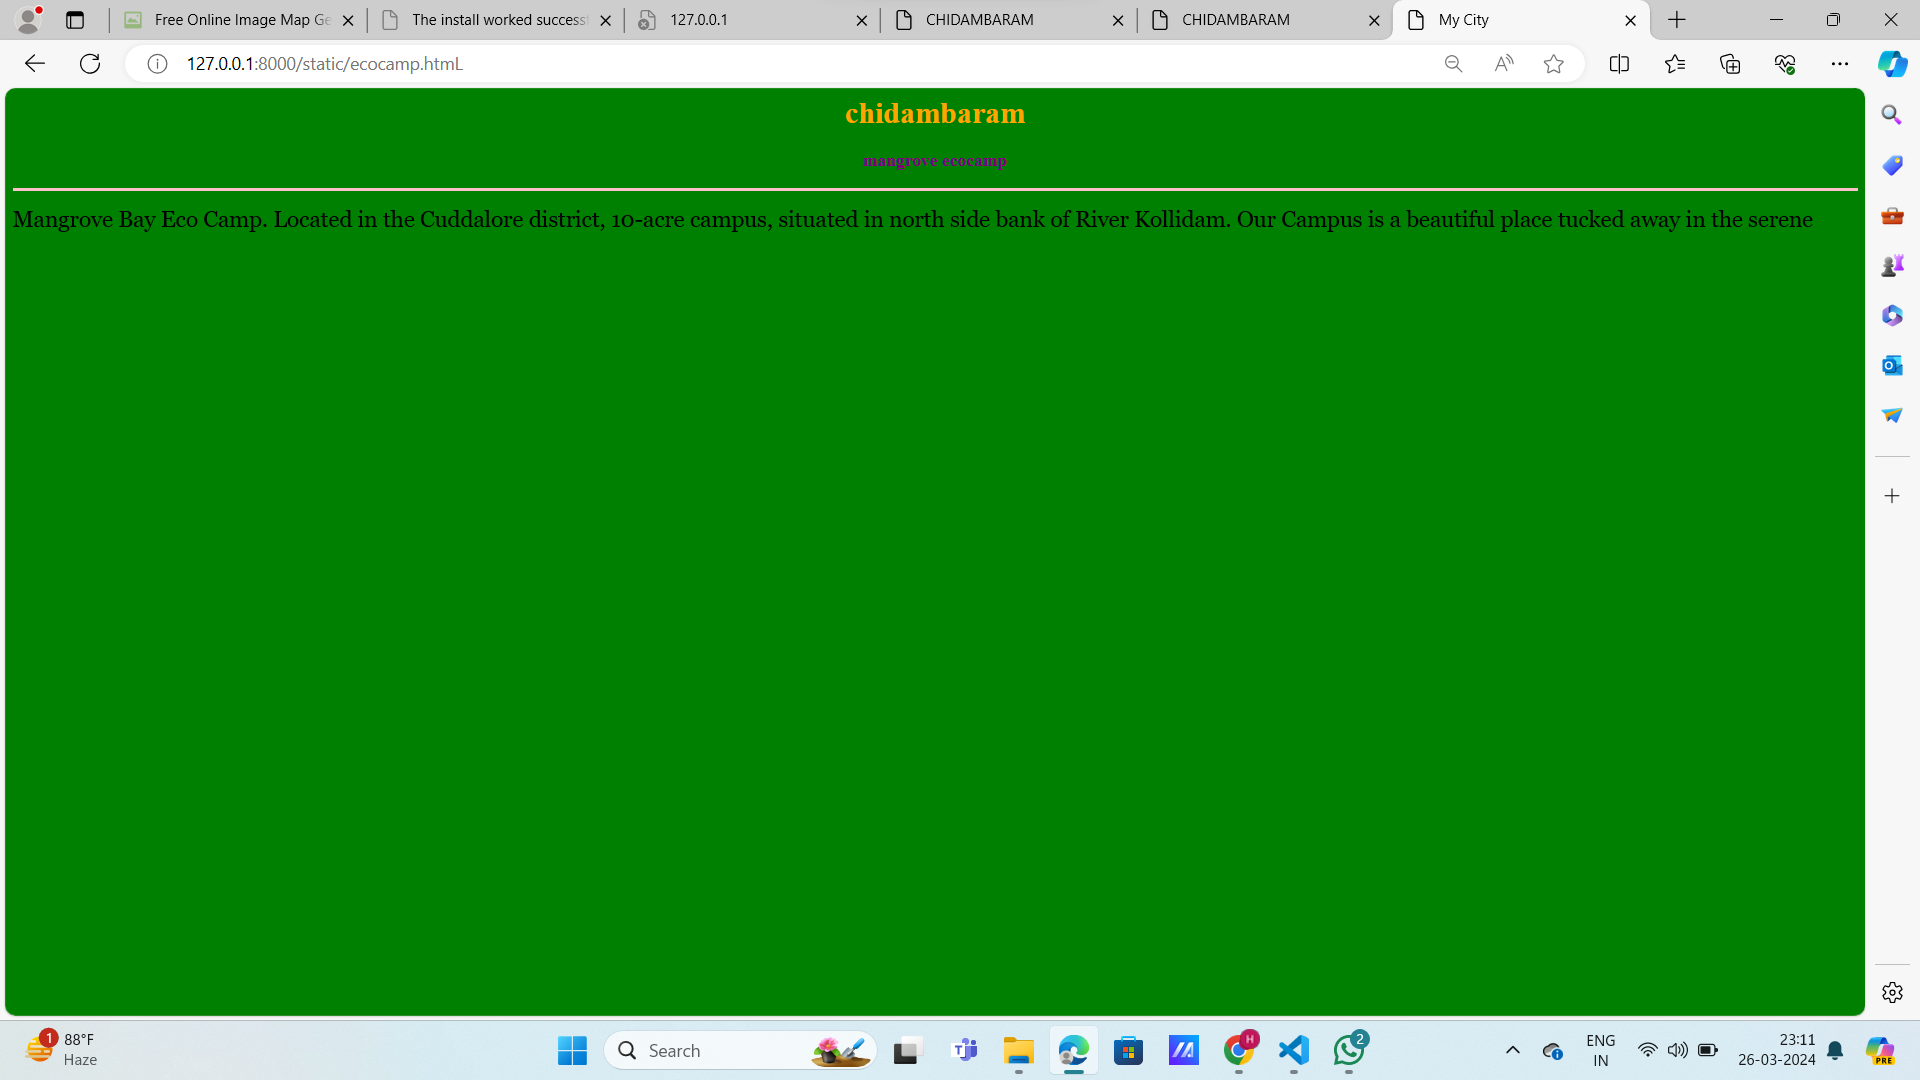 Free Online Image Map Ge
The install worked success
127.0.0.1
CHIDAMBARAM
CHIDAMBARAM
My City
127.0.0.1:8000/static/ecocamp.htmL
chidambaram
mangrove ecocamp
Mangrove Bay Eco Camp. Located in the Cuddalore district, 10-acre campus, situated in north side bank of River Kollidam. Our Campus is a beautiful place tucked away in the serene
1
88°F
Haze
Search
H
2
ENG
IN
23:11
26-03-2024
PRE